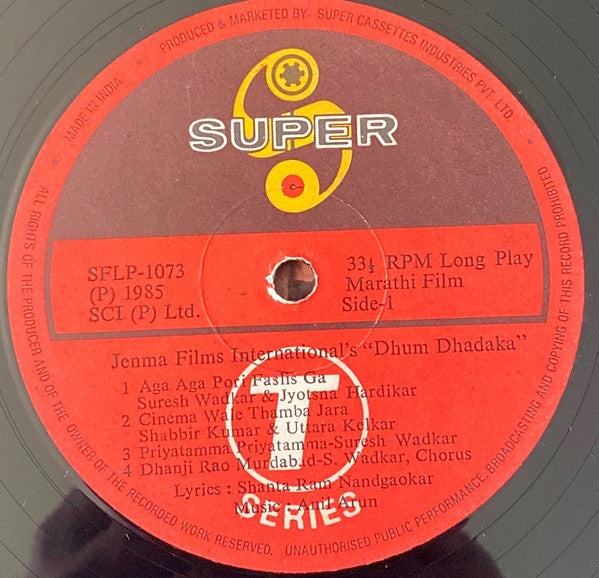 PRODUCED & MARKETED BY SUPER CASSETTES INDUSTRIES PVT. LTD.
MADE IN INDIA
SUPER
SFLP-1073
(P) 1985
SCI (P) Ltd.
33⅓ RPM Long Play
Marathi Film
Side-1
Jenma Films International's "Dhum Dhadaka"
1 Aga Aga Pori Faslis Ga
Suresh Wadkar & Jyotsna Hardikar
2 Cinema Wale Thamba Jara
Shabbir Kumar & Uttara Kelkar
3 Priyatamma Priyatamma-Suresh Wadkar
4 Dhanji Rao Murdabad-S. Wadkar, Chorus
Lyrics : Shanta Ram Nandgaokar
Music : Anil Arun
T
SERIES
ALL RIGHTS OF THE PRODUCER AND OF THE OWNER OF THE RECORDED WORK RESERVED. UNAUTHORISED PUBLIC PERFORMANCE, BROADCASTING AND COPYING OF THIS RECORD PROHIBITED